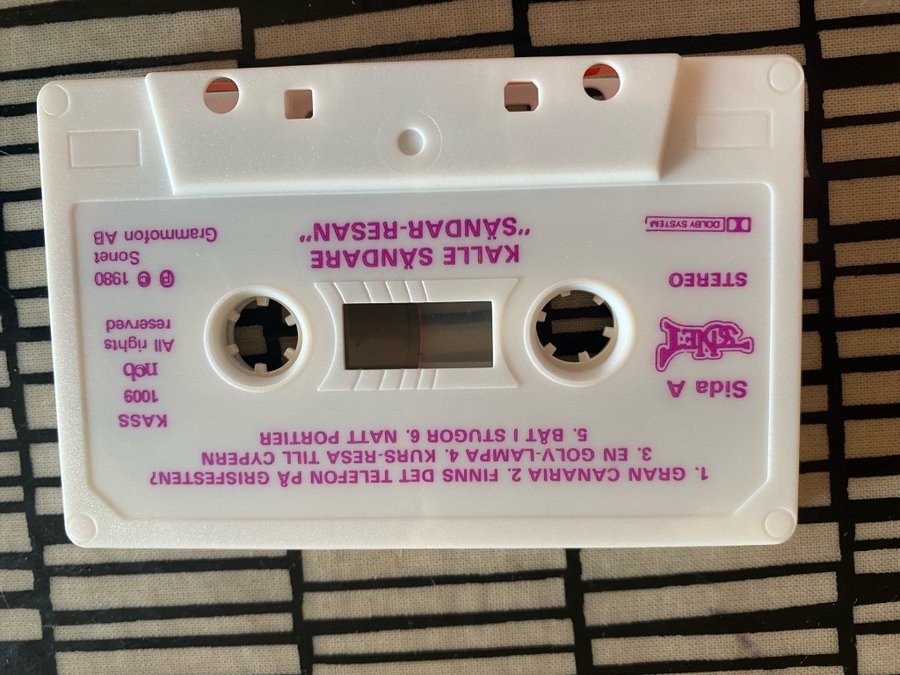 1. GRAN CANARIA 2. FINNS DET TELEFON PÅ GRISFESTEN?
3. EN GOLV-LAMPA 4. KURS-RESA TILL CYPERN
5. BÅT I STUGOR 6. NATT PORTIER
Sida A
SONET
STEREO
DOLBY SYSTEM
KASS
1009
ncb
All rights
reserved
℗ © 1980
Sonet
Grammofon AB
KALLE SÄNDARE
"SÄNDAR-RESAN"